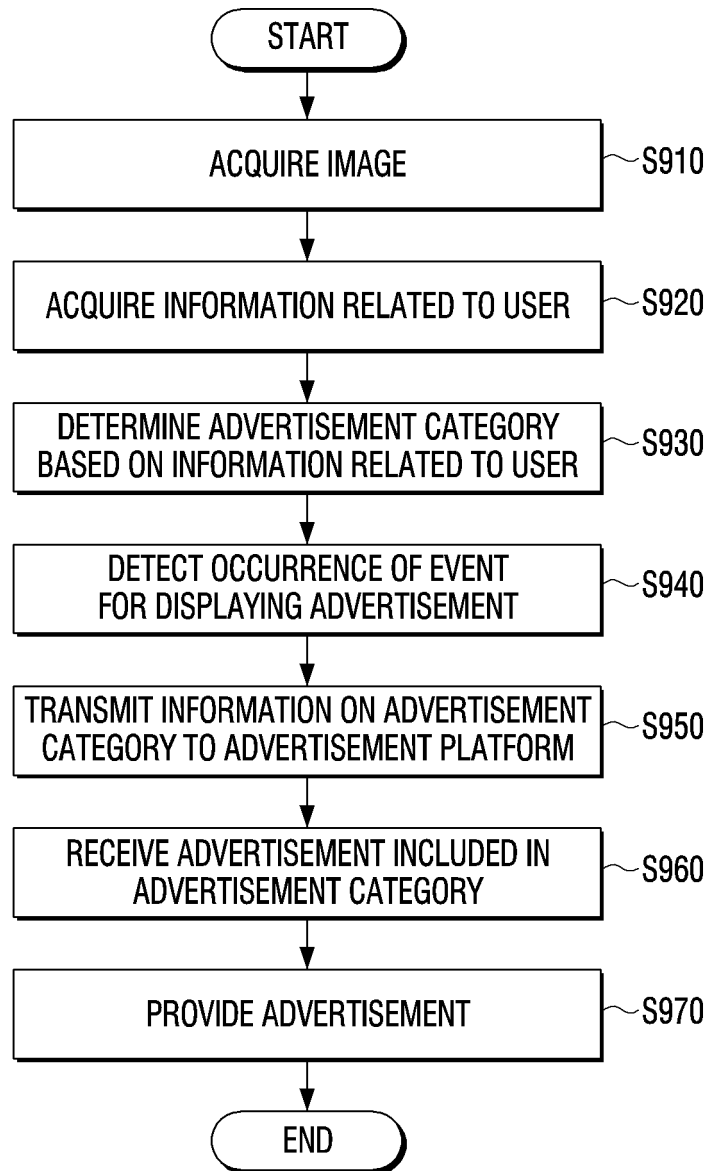 START
ACQUIRE IMAGE
S910
ACQUIRE INFORMATION RELATED TO USER
S920
DETERMINE ADVERTISEMENT CATEGORY
BASED ON INFORMATION RELATED TO USER
S930
DETECT OCCURRENCE OF EVENT
FOR DISPLAYING ADVERTISEMENT
S940
TRANSMIT INFORMATION ON ADVERTISEMENT
CATEGORY TO ADVERTISEMENT PLATFORM
S950
RECEIVE ADVERTISEMENT INCLUDED IN
ADVERTISEMENT CATEGORY
S960
PROVIDE ADVERTISEMENT
S970
END